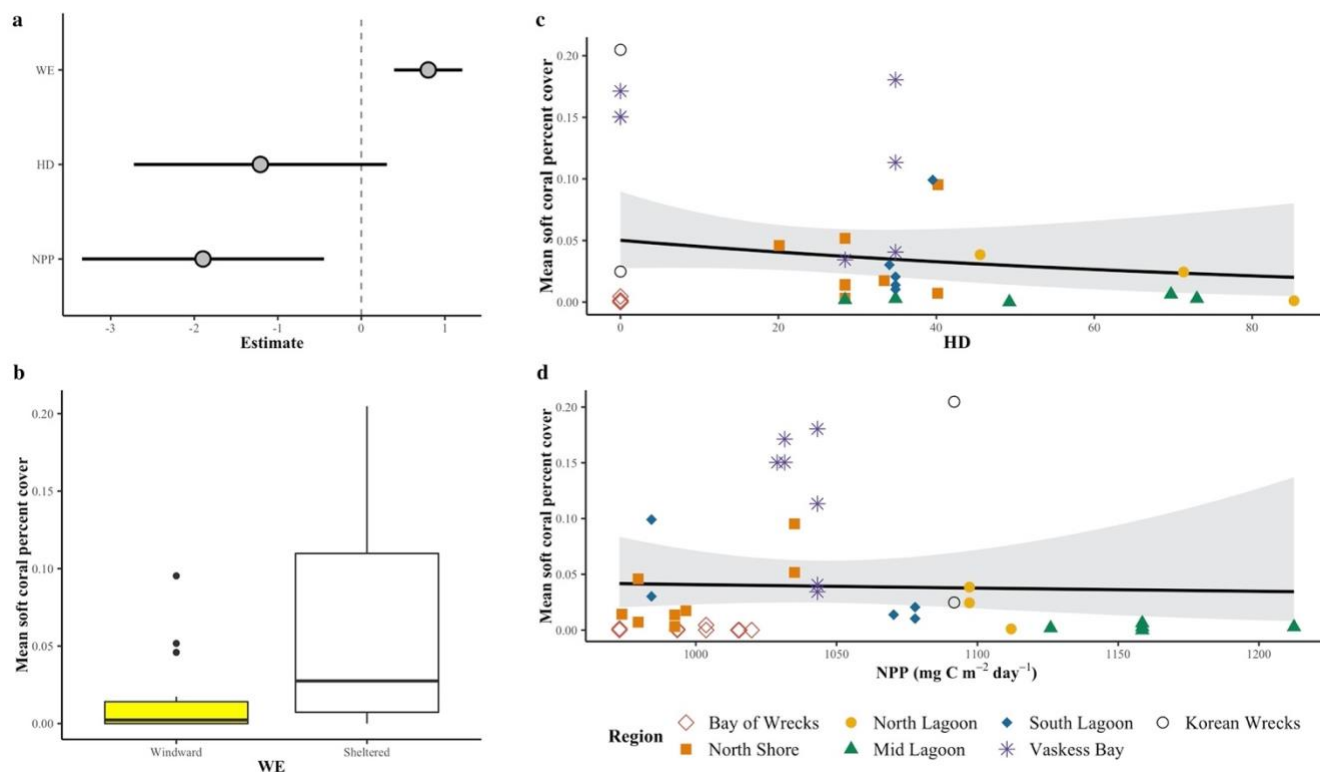 a
WE
HD
NPP
-3
-2
-1
0
1
Estimate
b
Mean soft coral percent cover
0.20
0.15
0.10
0.05
0.00
Windward
Sheltered
WE
c
Mean soft coral percent cover
0.20
0.15
0.10
0.05
0.00
0
20
40
60
80
HD
d
Mean soft coral percent cover
0.20
0.15
0.10
0.05
0.00
1000
1050
1100
1150
1200
NPP (mg C m⁻² day⁻¹)
Region
Bay of Wrecks
North Lagoon
South Lagoon
Korean Wrecks
North Shore
Mid Lagoon
Vaskess Bay